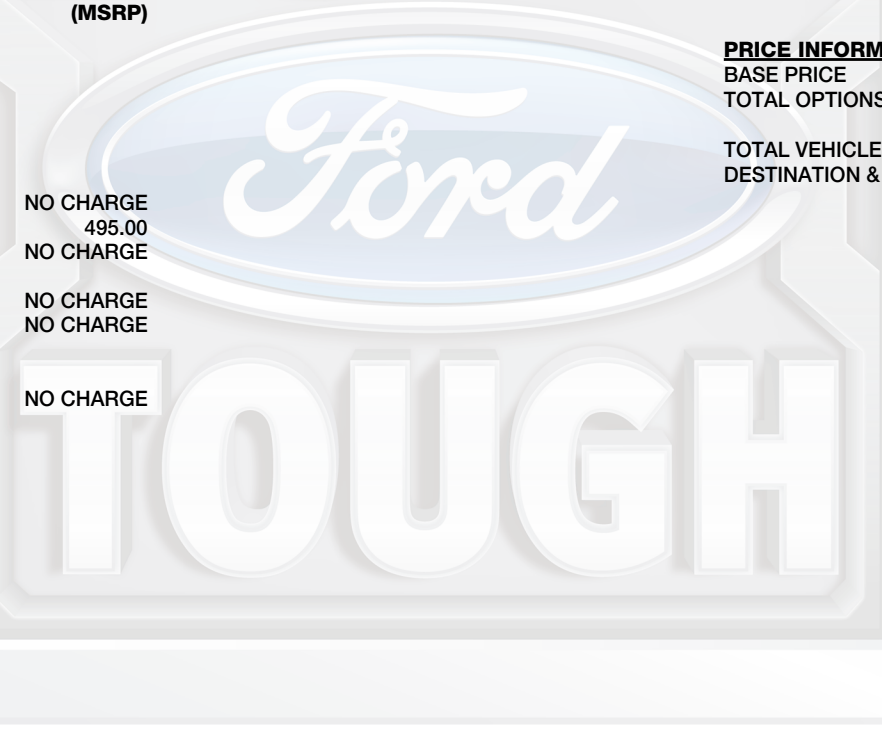 (MSRP)
PRICE INFORM
BASE PRICE
TOTAL OPTIONS
TOTAL VEHICLE
DESTINATION &
NO CHARGE
495.00
NO CHARGE
NO CHARGE
NO CHARGE
NO CHARGE
Ford
TOUGH